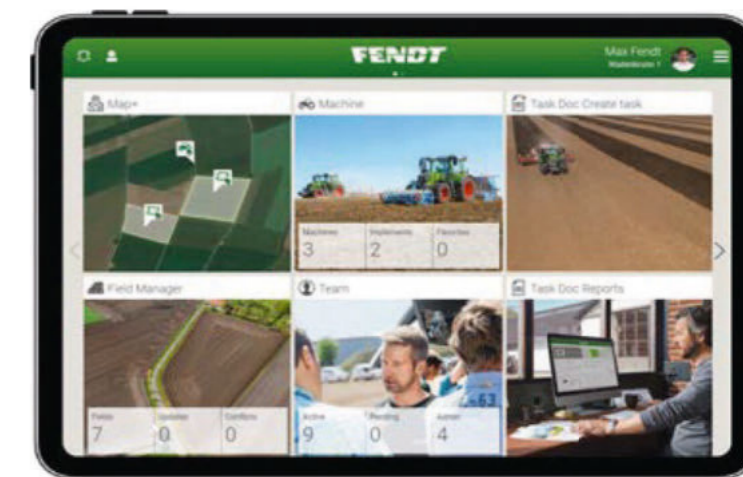 FENDT
Max Fendt
Map+
Machine
Task Doc Create task
Machines Implements Favorites
3 2 0
Field Manager
Team
Task Doc Reports
Fields Updates Conflicts
7 0 0
Active Pending Admin
9 0 4
63